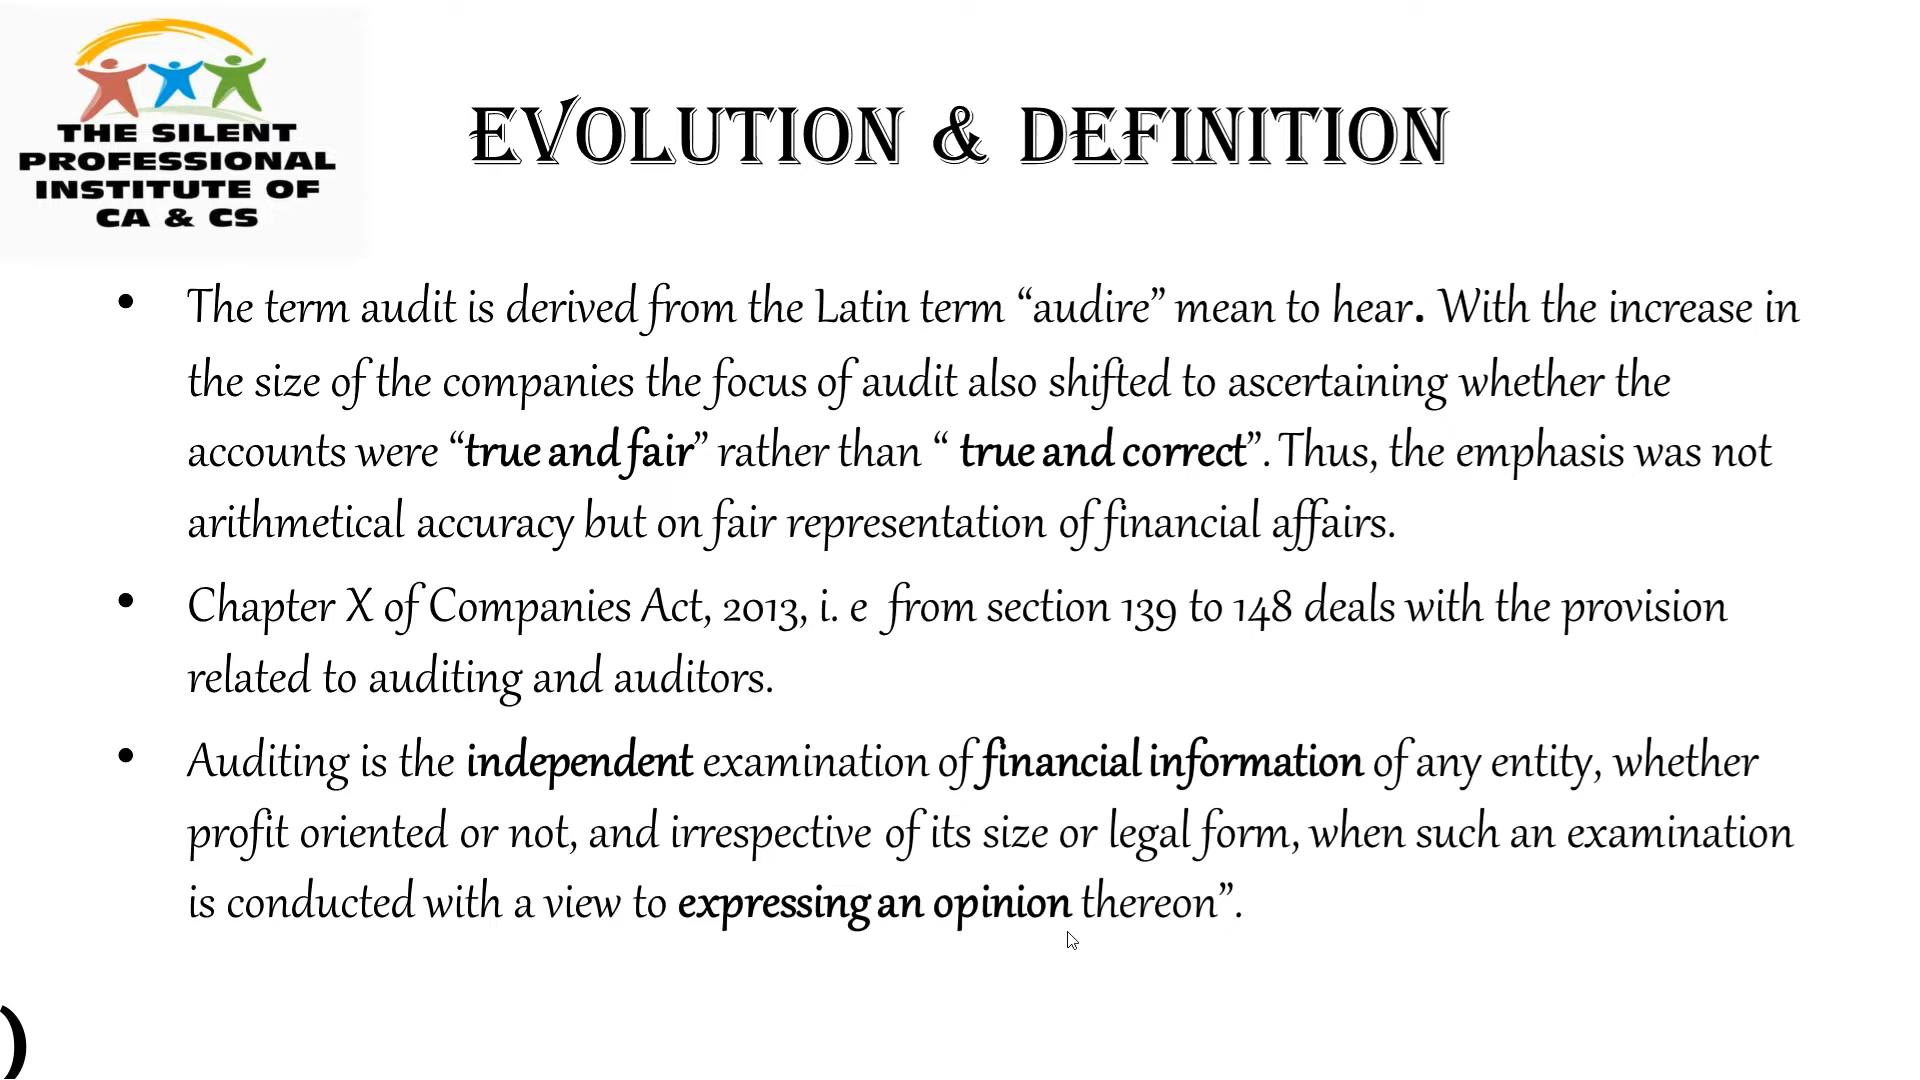 THE SILENT
PROFESSIONAL
INSTITUTE OF
CA & CS
EVOLUTION & DEFINITION
• The term audit is derived from the Latin term “audire” mean to hear. With the increase in
the size of the companies the focus of audit also shifted to ascertaining whether the
accounts were “true and fair” rather than “ true and correct”. Thus, the emphasis was not
arithmetical accuracy but on fair representation of financial affairs.
• Chapter X of Companies Act, 2013, i. e from section 139 to 148 deals with the provision
related to auditing and auditors.
• Auditing is the independent examination of financial information of any entity, whether
profit oriented or not, and irrespective of its size or legal form, when such an examination
is conducted with a view to expressing an opinion thereon”.
)